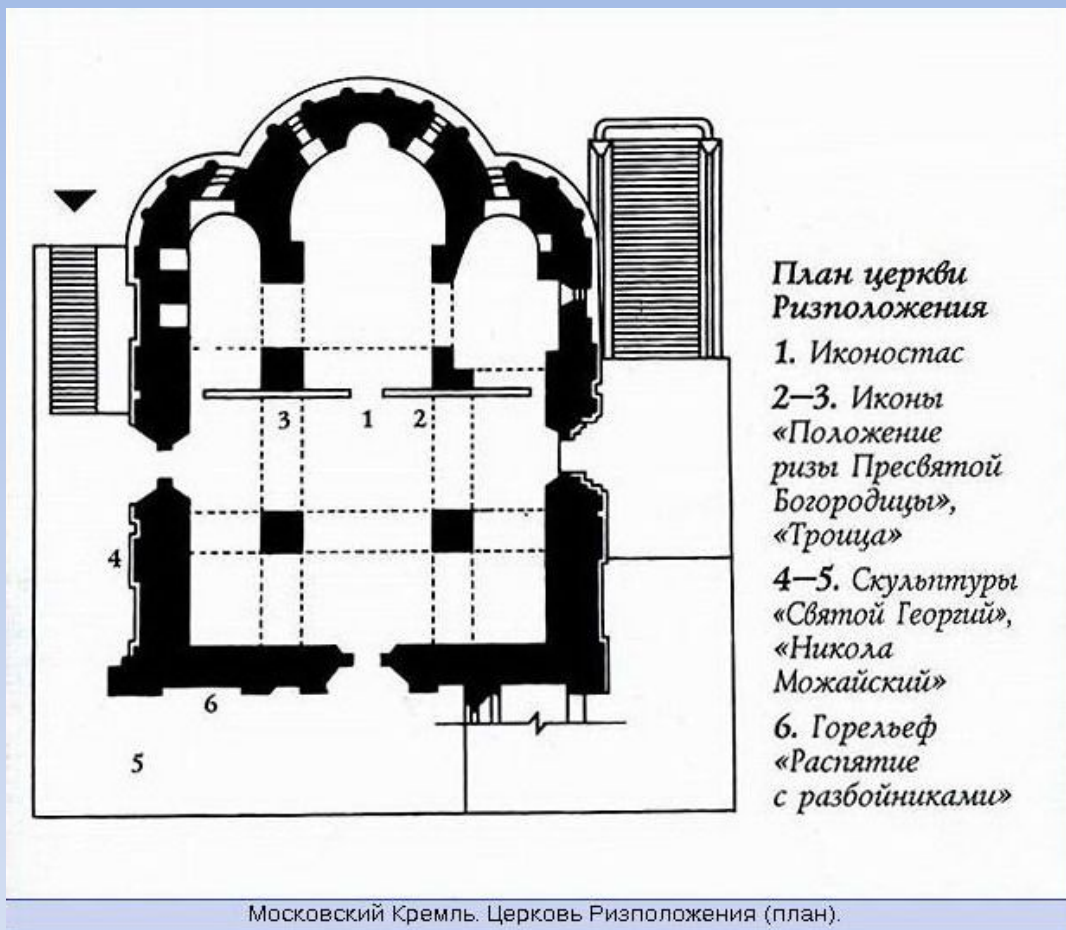 План церкви
Ризположения
1. Иконостас
2—3. Иконы
«Положение
ризы Пресвятой
Богородицы»,
«Троица»
4—5. Скульптуры
«Святой Георгий»,
«Никола
Можайский»
6. Горельеф
«Распятие
с разбойниками»
3 1 2
4
6
5
Московский Кремль. Церковь Ризположения (план).